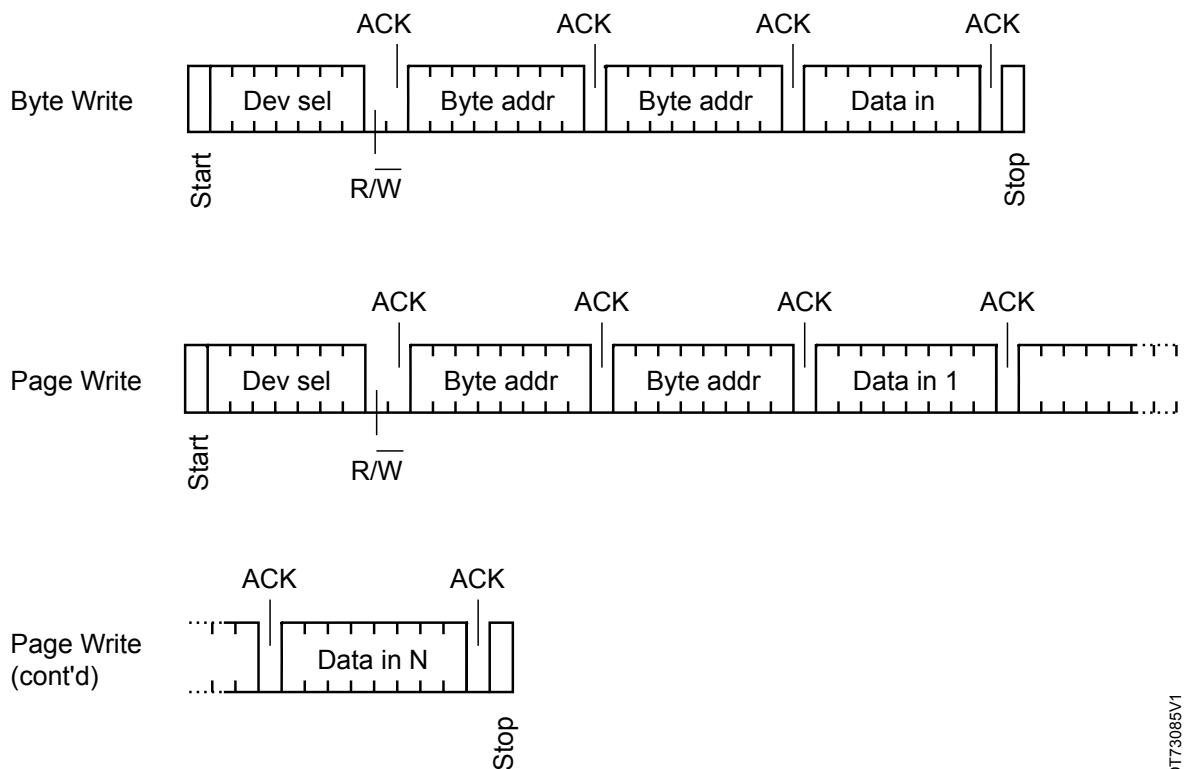 ACK ACK ACK ACK
Byte Write Dev sel Byte addr Byte addr Data in
Start R/W̅ Stop
ACK ACK ACK ACK
Page Write Dev sel Byte addr Byte addr Data in 1
Start R/W̅
ACK ACK
Page Write
(cont'd)
Data in N
Stop